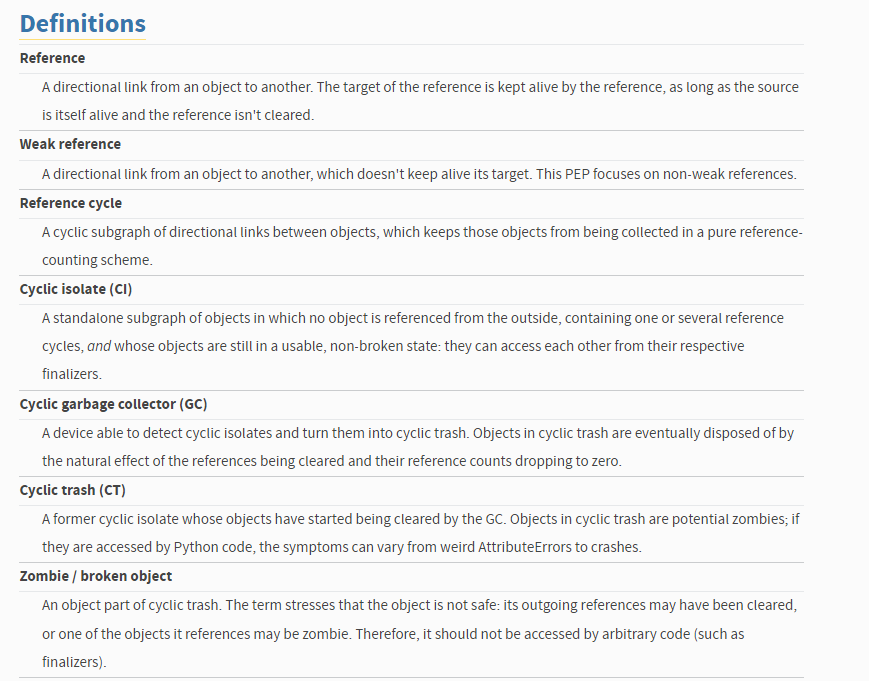 Definitions
Reference
A directional link from an object to another. The target of the reference is kept alive by the reference, as long as the source
is itself alive and the reference isn't cleared.
Weak reference
A directional link from an object to another, which doesn't keep alive its target. This PEP focuses on non-weak references.
Reference cycle
A cyclic subgraph of directional links between objects, which keeps those objects from being collected in a pure reference-
counting scheme.
Cyclic isolate (CI)
A standalone subgraph of objects in which no object is referenced from the outside, containing one or several reference
cycles, and whose objects are still in a usable, non-broken state: they can access each other from their respective
finalizers.
Cyclic garbage collector (GC)
A device able to detect cyclic isolates and turn them into cyclic trash. Objects in cyclic trash are eventually disposed of by
the natural effect of the references being cleared and their reference counts dropping to zero.
Cyclic trash (CT)
A former cyclic isolate whose objects have started being cleared by the GC. Objects in cyclic trash are potential zombies; if
they are accessed by Python code, the symptoms can vary from weird AttributeErrors to crashes.
Zombie / broken object
An object part of cyclic trash. The term stresses that the object is not safe: its outgoing references may have been cleared,
or one of the objects it references may be zombie. Therefore, it should not be accessed by arbitrary code (such as
finalizers).